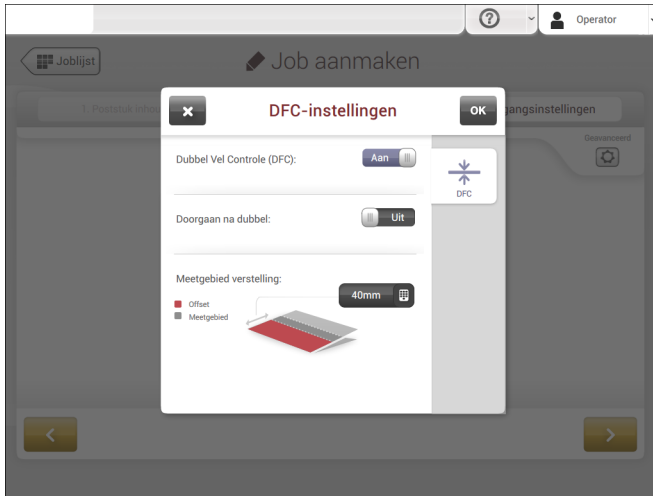 Operator
Joblijst
Job aanmaken
1. Poststuk inhou
gangsinstellingen
Geavanceerd
DFC-instellingen
OK
Dubbel Vel Controle (DFC):
Aan
DFC
Doorgaan na dubbel:
Uit
Meetgebied verstelling:
40mm
Offset
Meetgebied